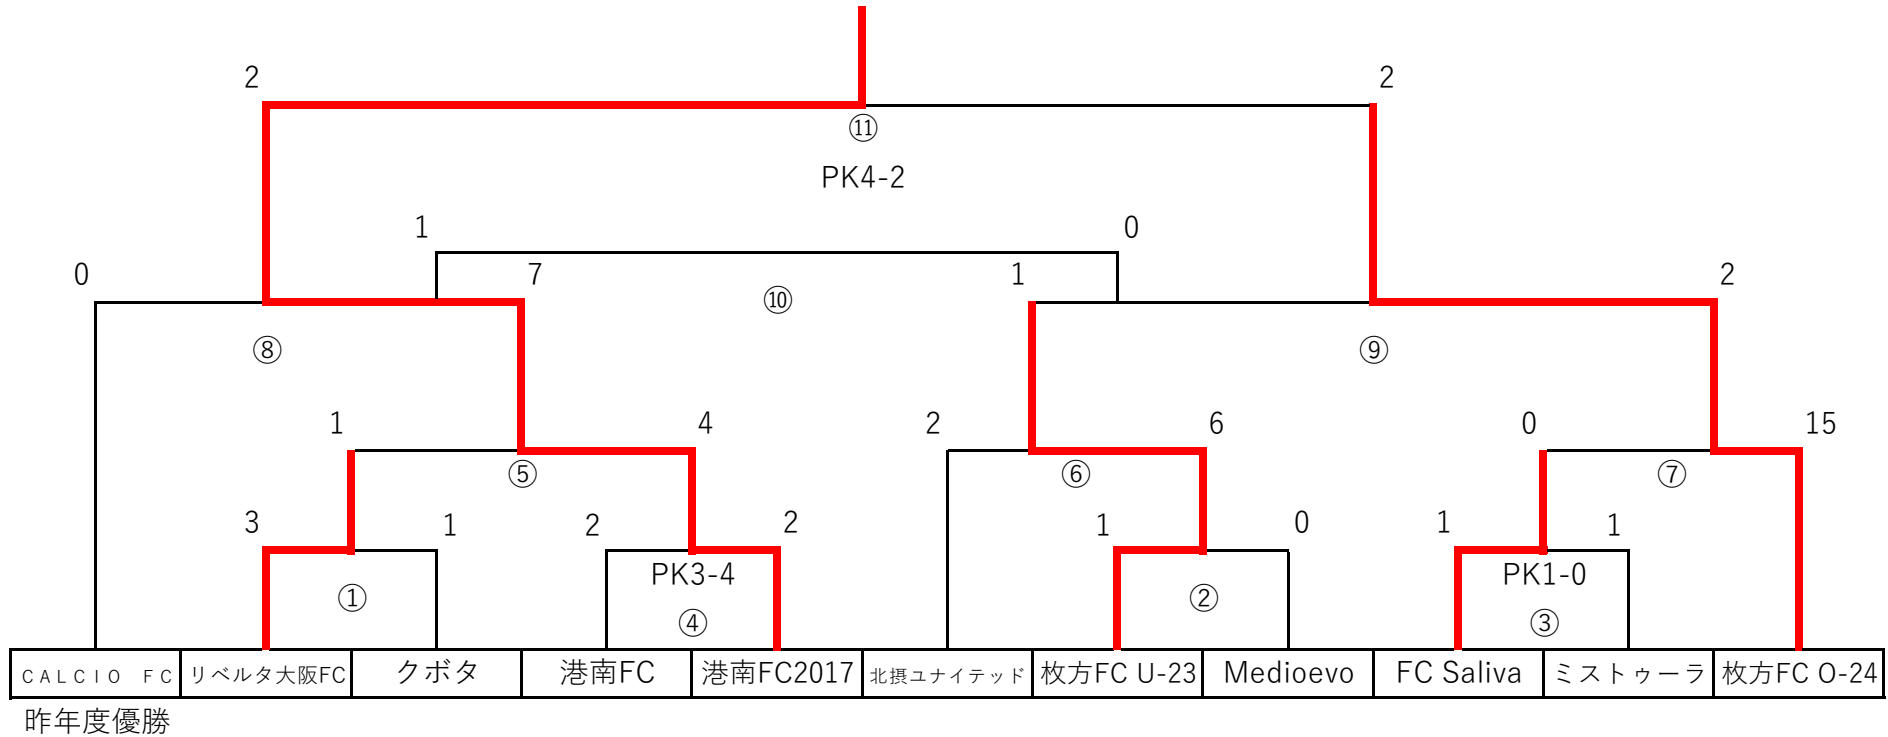 2 2
⑪
PK4-2
1 0
0 7 1 2
⑩
⑧ ⑨
1 4 2 6 0 15
⑤ ⑥ ⑦
3 1 2 2 1 0 1 1
PK3-4 PK1-0
① ②
④ ③
CALCIO FC リベルタ大阪FC クボタ 港南FC 港南FC2017 北摂ユナイテッド 枚方FC U-23 Medioevo FC Saliva ミストゥーラ 枚方FC O-24
昨年度優勝